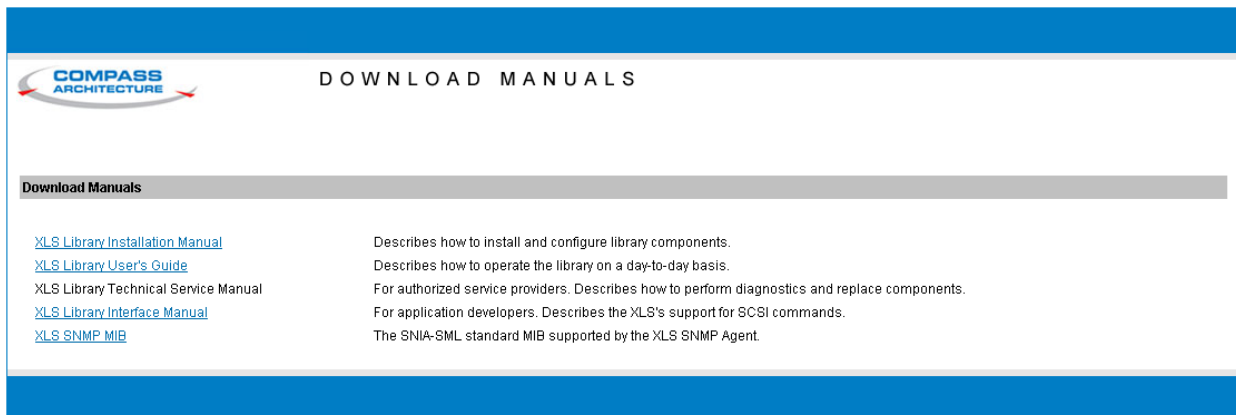 COMPASS
ARCHITECTURE
DOWNLOAD MANUALS
Download Manuals
XLS Library Installation Manual Describes how to install and configure library components.
XLS Library User's Guide Describes how to operate the library on a day-to-day basis.
XLS Library Technical Service Manual For authorized service providers. Describes how to perform diagnostics and replace components.
XLS Library Interface Manual For application developers. Describes the XLS's support for SCSI commands.
XLS SNMP MIB The SNIA-SML standard MIB supported by the XLS SNMP Agent.